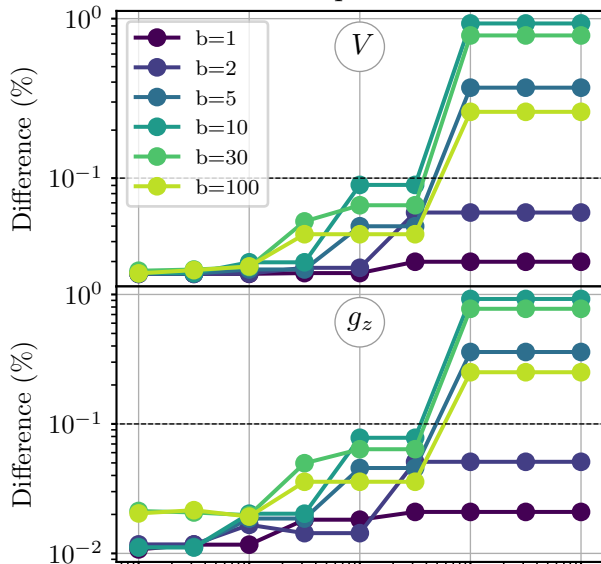 10^0
b=1
b=2
b=5
b=10
b=30
b=100
V
10^-1
Difference (%)
10^0
g_z
10^-1
Difference (%)
10^-2